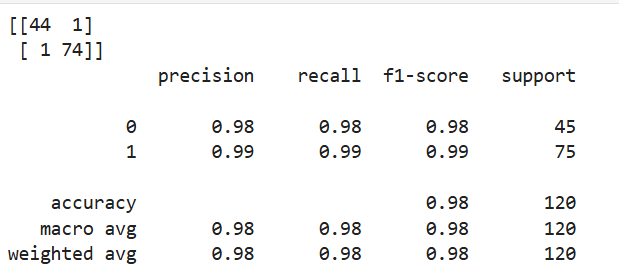 [[44  1]
 [ 1 74]]
              precision    recall  f1-score   support

           0       0.98      0.98      0.98        45
           1       0.99      0.99      0.99        75

    accuracy                           0.98       120
   macro avg       0.98      0.98      0.98       120
weighted avg       0.98      0.98      0.98       120